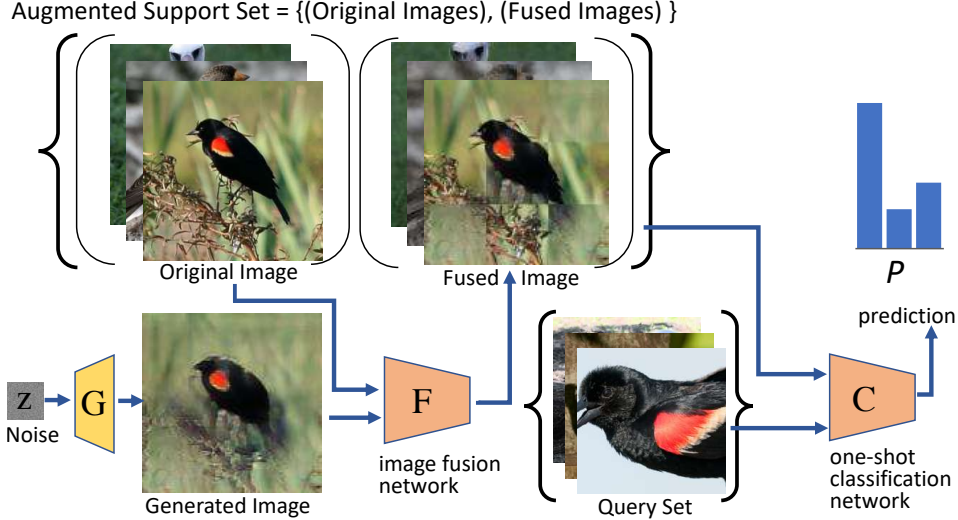 Augmented Support Set = {(Original Images), (Fused Images) }
Original Image
Fused Image
P
prediction
z
Noise
G
Generated Image
F
image fusion
network
Query Set
C
one-shot
classification
network